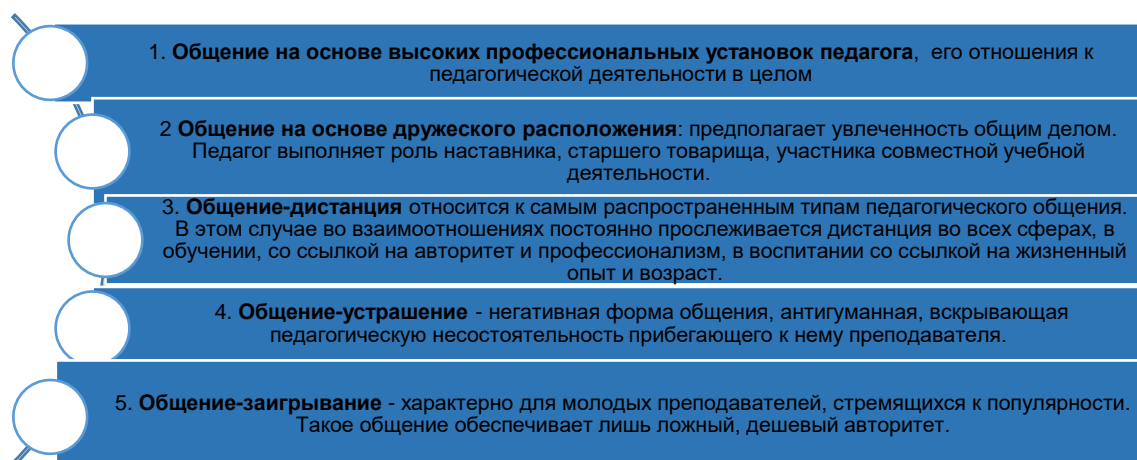 1. Общение на основе высоких профессиональных установок педагога, его отношения к
педагогической деятельности в целом
2 Общение на основе дружеского расположения: предполагает увлеченность общим делом.
Педагог выполняет роль наставника, старшего товарища, участника совместной учебной
деятельности.
3. Общение-дистанция относится к самым распространенным типам педагогического общения.
В этом случае во взаимоотношениях постоянно прослеживается дистанция во всех сферах, в
обучении, со ссылкой на авторитет и профессионализм, в воспитании со ссылкой на жизненный
опыт и возраст.
4. Общение-устрашение - негативная форма общения, антигуманная, вскрывающая
педагогическую несостоятельность прибегающего к нему преподавателя.
5. Общение-заигрывание - характерно для молодых преподавателей, стремящихся к популярности.
Такое общение обеспечивает лишь ложный, дешевый авторитет.